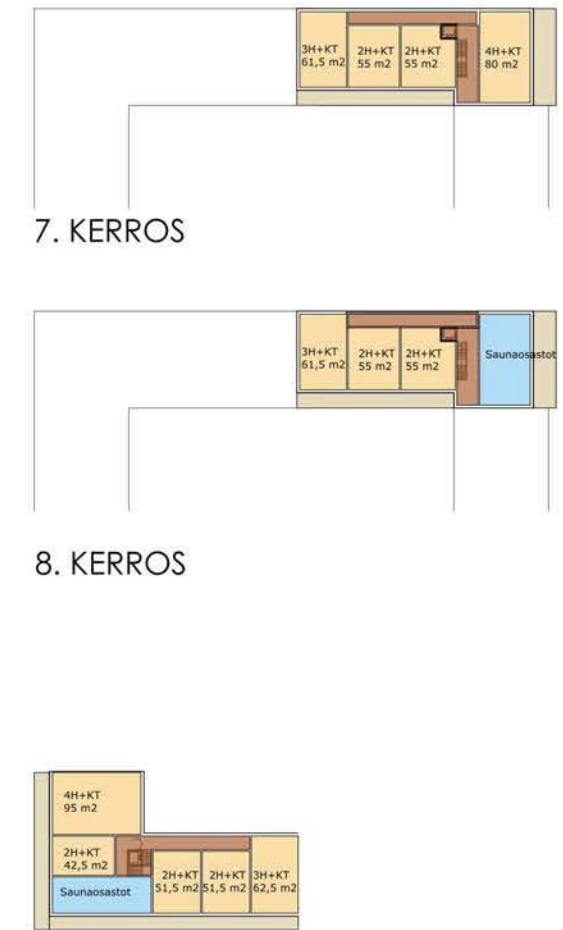 3H+KT
61,5 m2
2H+KT
55 m2
2H+KT
55 m2
4H+KT
80 m2
7. KERROS
3H+KT
61,5 m2
2H+KT
55 m2
2H+KT
55 m2
Saunaosastot
8. KERROS
4H+KT
95 m2
2H+KT
42,5 m2
Saunaosastot
2H+KT
51,5 m2
2H+KT
51,5 m2
3H+KT
62,5 m2